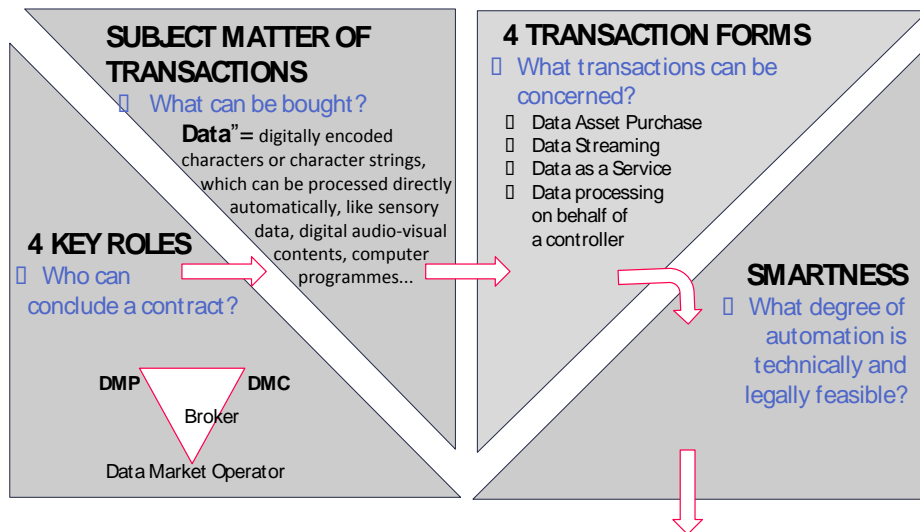 4 KEY ROLES
▯ Who can
conclude a contract?
DMP
DMC
Broker
Data Market Operator
SUBJECT MATTER OF
TRANSACTIONS
▯ What can be bought?
Data” = digitally encoded
characters or character strings,
which can be processed directly
automatically, like sensory
data, digital audio-visual
contents, computer
programmes...
4 TRANSACTION FORMS
▯ What transactions can be
concerned?
▯ Data Asset Purchase
▯ Data Streaming
▯ Data as a Service
▯ Data processing
on behalf of
a controller
SMARTNESS
▯ What degree of
automation is
technically and
legally feasible?